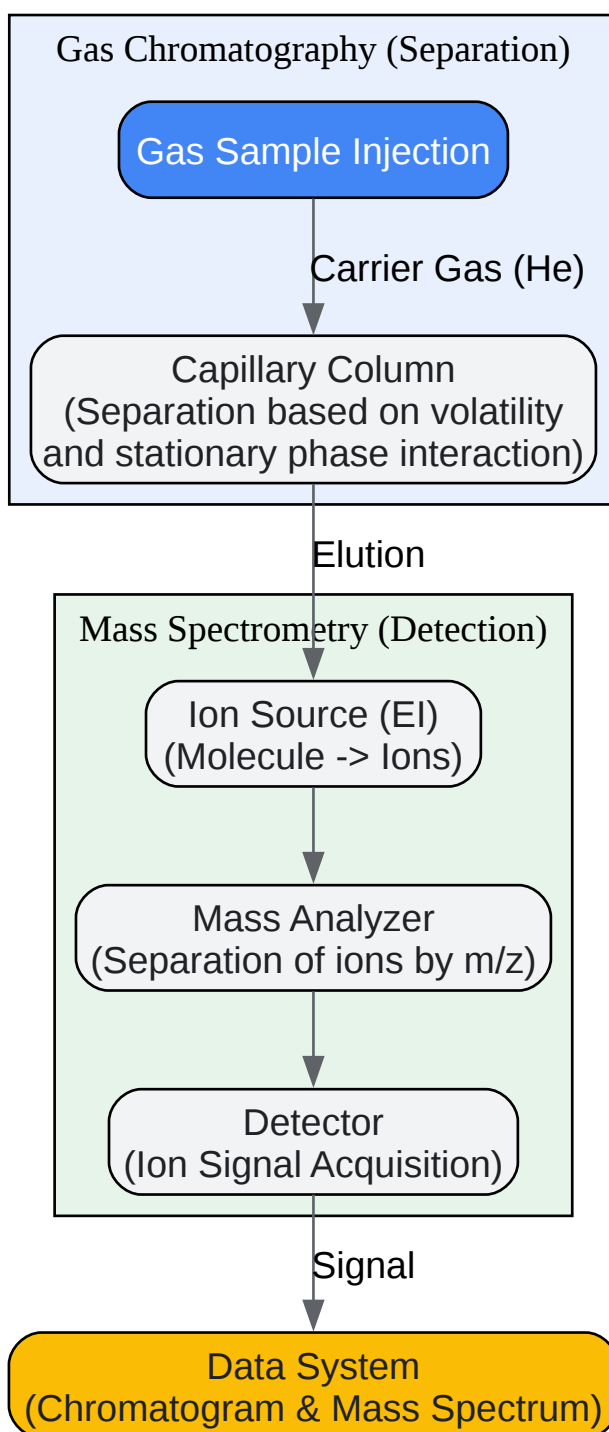 Gas Chromatography (Separation)
Gas Sample Injection
Carrier Gas (He)
Capillary Column
(Separation based on volatility
and stationary phase interaction)
Elution
Mass Spectrometry (Detection)
Ion Source (EI)
(Molecule -> Ions)
Mass Analyzer
(Separation of ions by m/z)
Detector
(Ion Signal Acquisition)
Signal
Data System
(Chromatogram & Mass Spectrum)